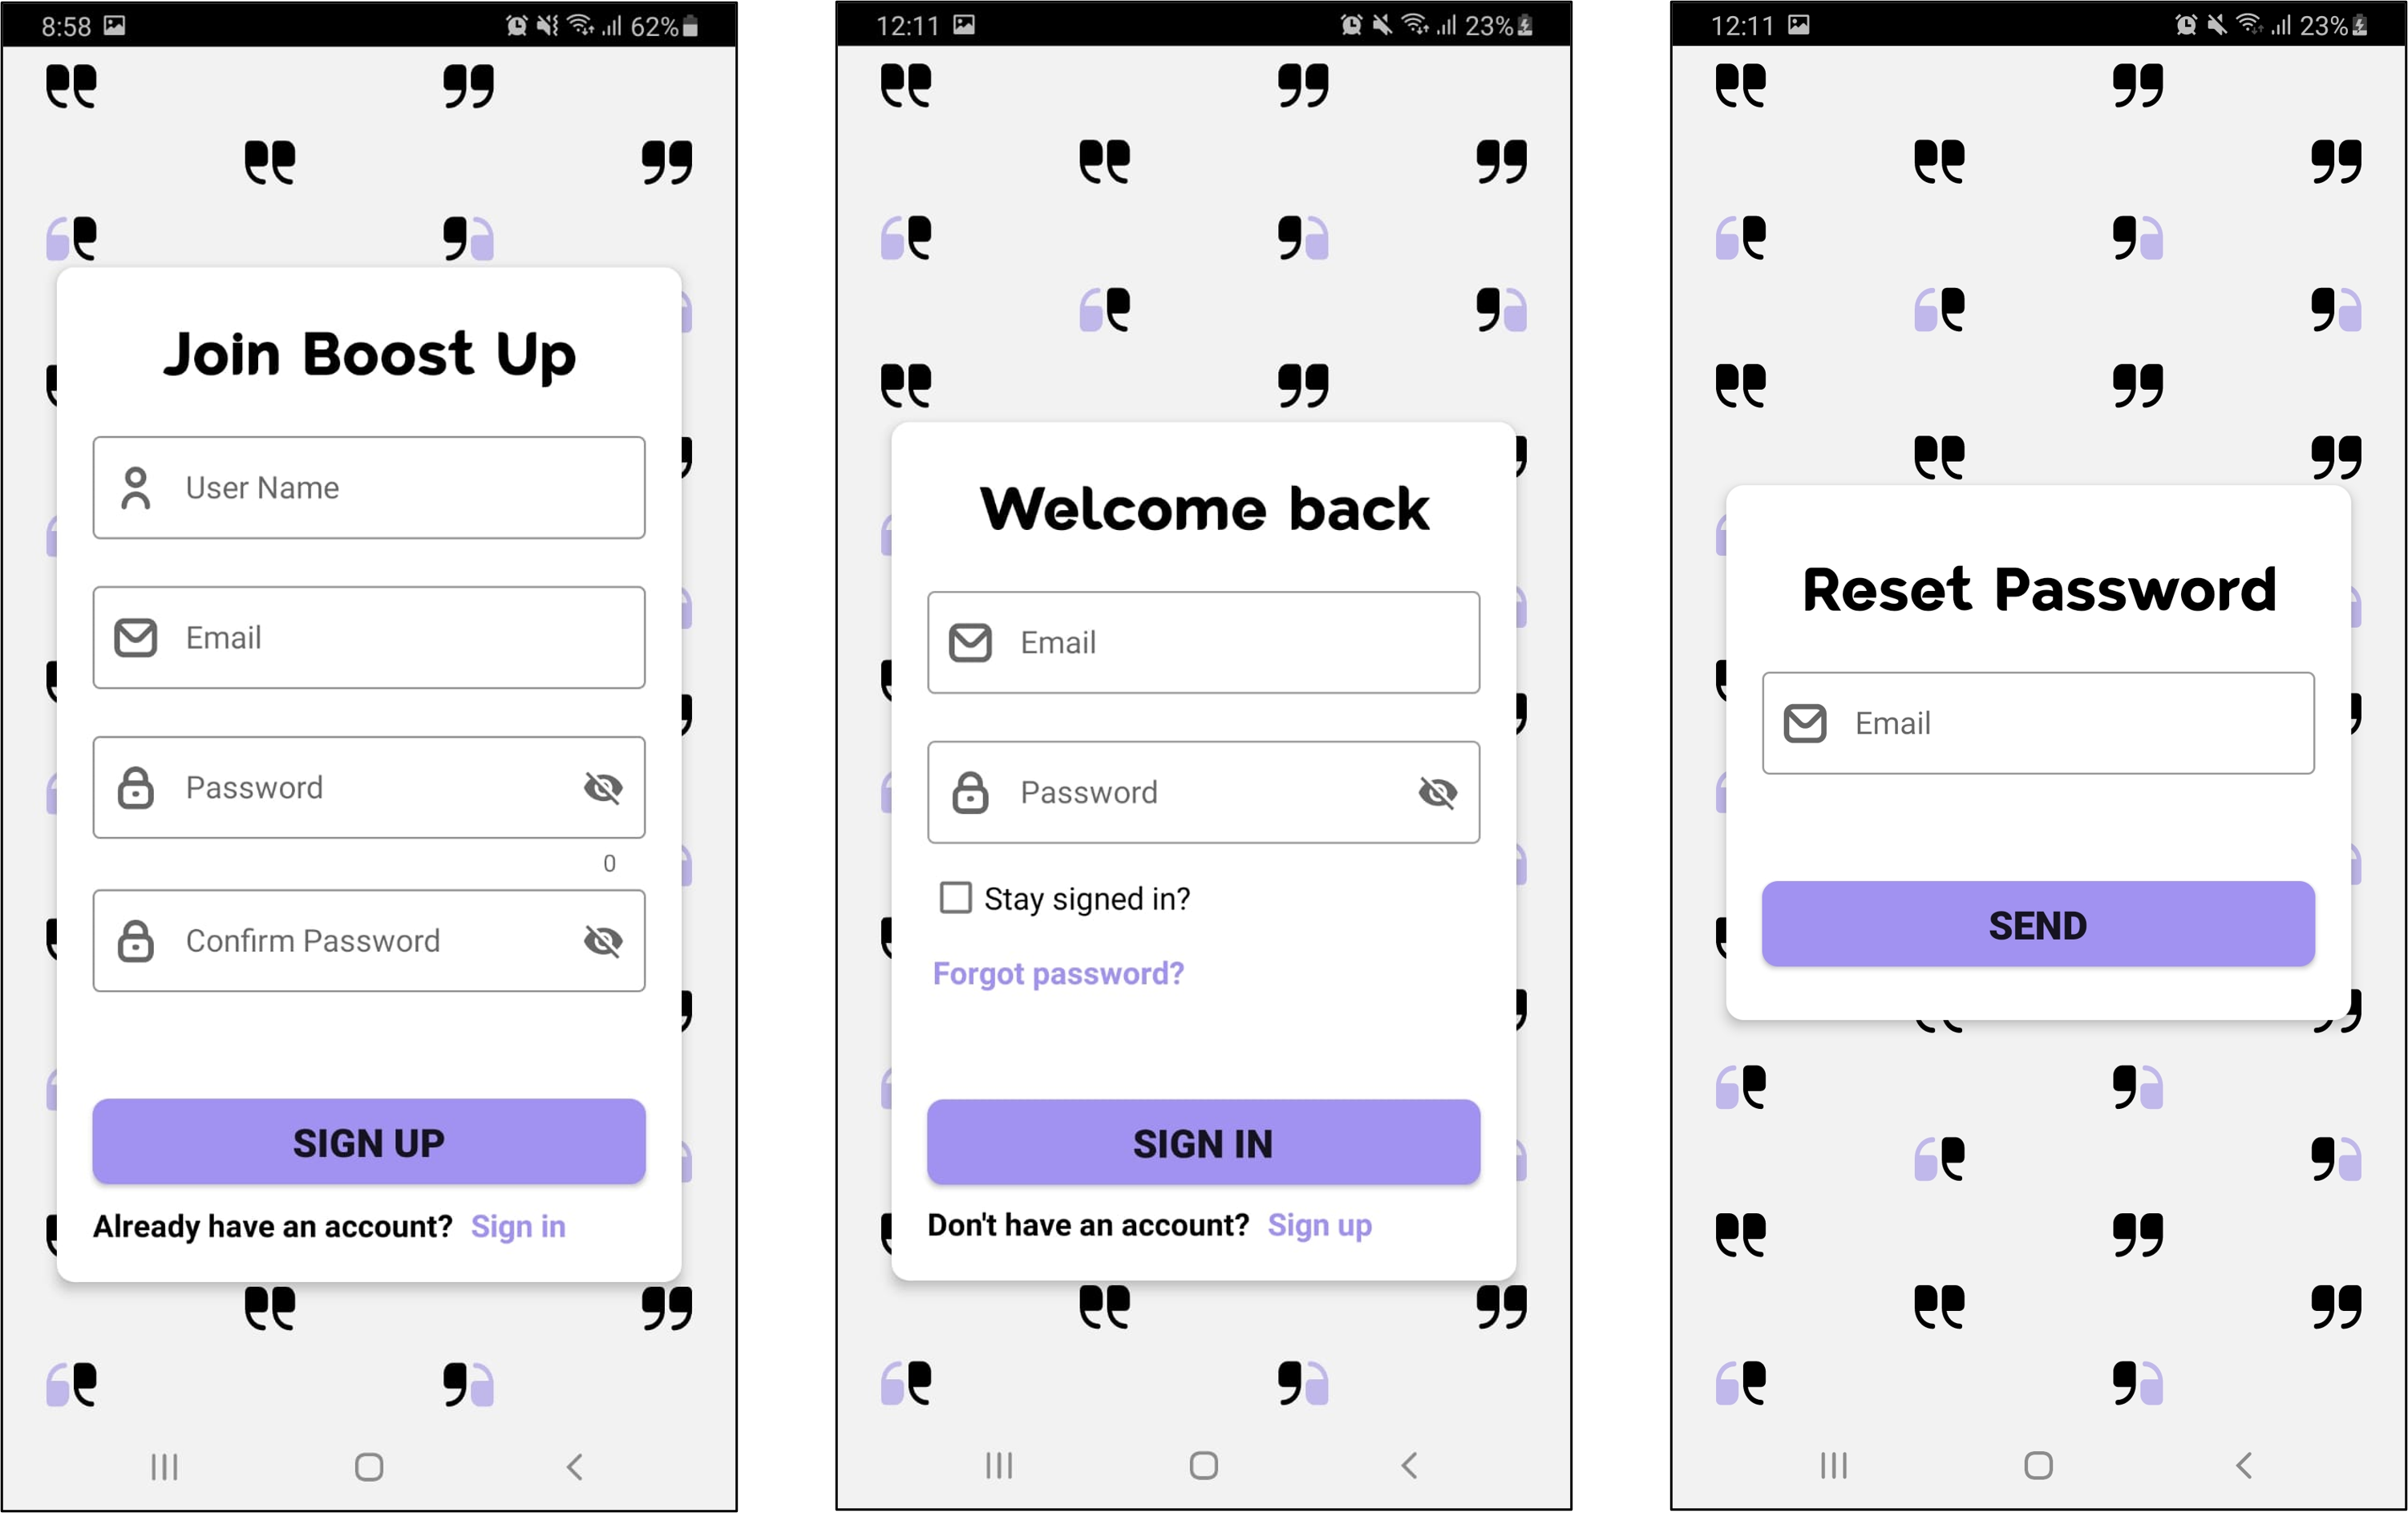 8:58 62%
Join Boost Up
User Name
Email
Password
0
Confirm Password
SIGN UP
Already have an account? Sign in
12:11 23%
Welcome back
Email
Password
Stay signed in?
Forgot password?
SIGN IN
Don't have an account? Sign up
12:11 23%
Reset Password
Email
SEND